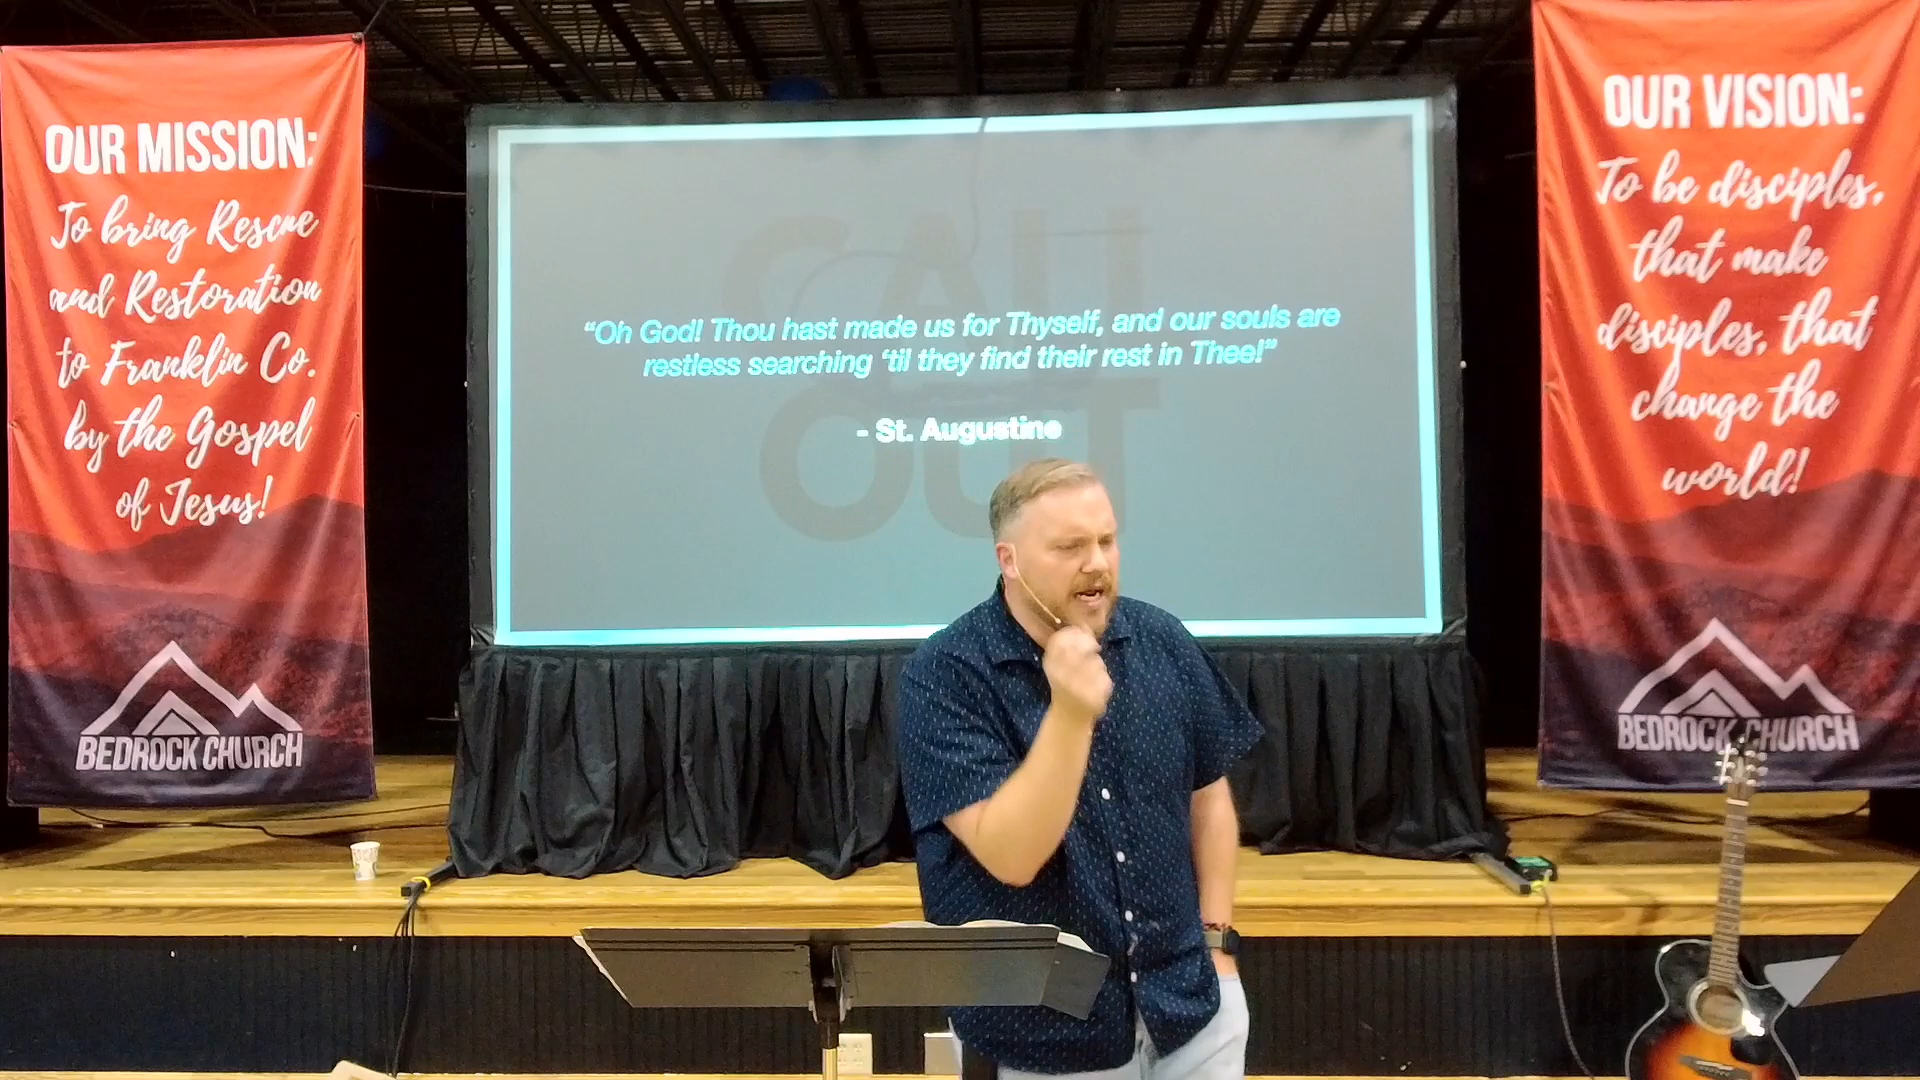 OUR MISSION:
To bring Rescue
and Restoration
to Franklin Co.
by the Gospel
of Jesus!
BEDROCK CHURCH
CALL
OUT
“Oh God! Thou hast made us for Thyself, and our souls are
restless searching ‘til they find their rest in Thee!”
- St. Augustine
OUR VISION:
To be disciples,
that make
disciples, that
change the
world!
BEDROCK CHURCH